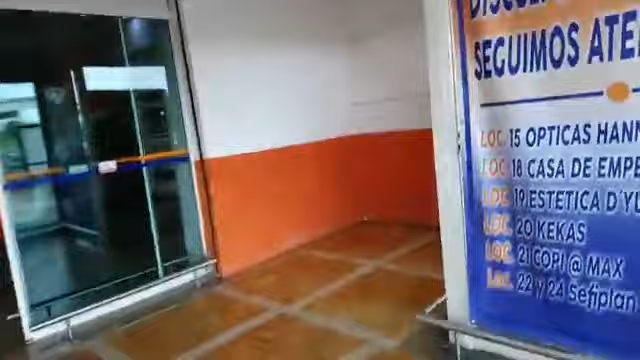 SEGUIMOS ATE
LOC. 15 OPTICAS HANN
LOC. 18 CASA DE EMPE
LOC. 19 ESTETICA D´YL
LOC. 20 KEKAS
LOC. 21 COPI @ MAX
Loc. 22 y 24 Sefiplan